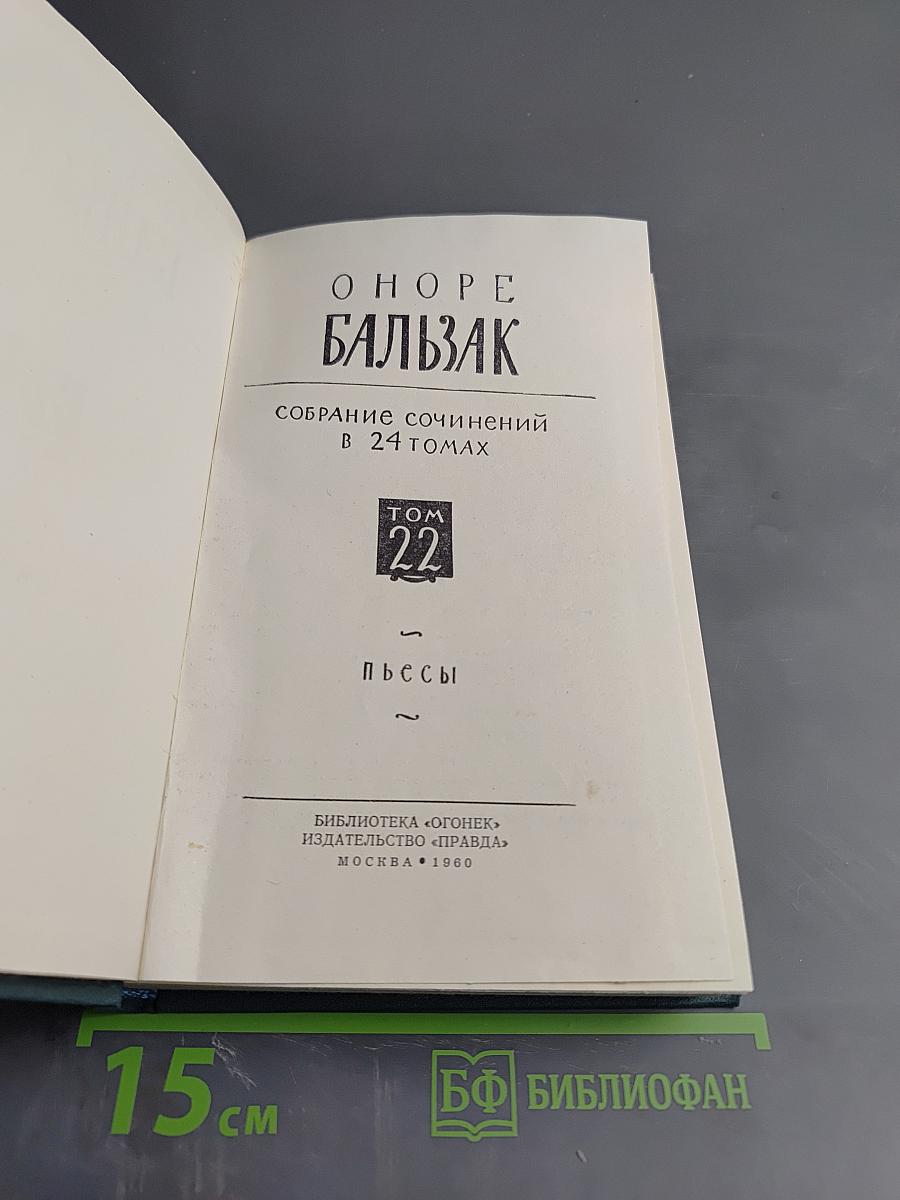 ОНОРЕ
БАЛЬЗАК
СОБРАНИЕ СОЧИНЕНИЙ
В 24 ТОМАХ
ТОМ
22
ПЬЕСЫ
БИБЛИОТЕКА «ОГОНЕК»
ИЗДАТЕЛЬСТВО «ПРАВДА»
МОСКВА • 1960
15 см
БФ БИБЛИОФАН